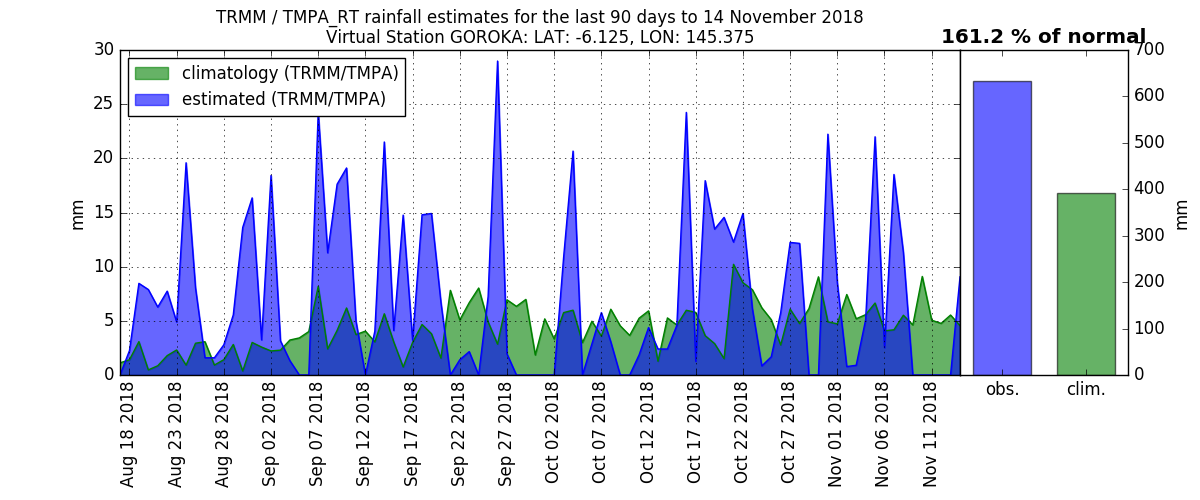 TRMM / TMPA_RT rainfall estimates for the last 90 days to 14 November 2018
Virtual Station GOROKA: LAT: -6.125, LON: 145.375
161.2 % of normal
climatology (TRMM/TMPA)
estimated (TRMM/TMPA)
30
25
20
15
10
5
0
mm
700
600
500
400
300
200
100
0
mm
Aug 18 2018
Aug 23 2018
Aug 28 2018
Sep 02 2018
Sep 07 2018
Sep 12 2018
Sep 17 2018
Sep 22 2018
Sep 27 2018
Oct 02 2018
Oct 07 2018
Oct 12 2018
Oct 17 2018
Oct 22 2018
Oct 27 2018
Nov 01 2018
Nov 06 2018
Nov 11 2018
obs.
clim.